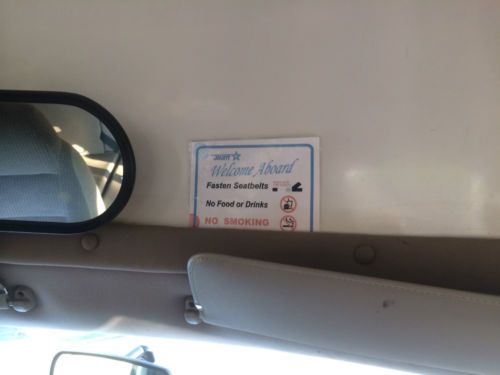 Welcome Aboard
Fasten Seatbelts
No Food or Drinks
NO SMOKING